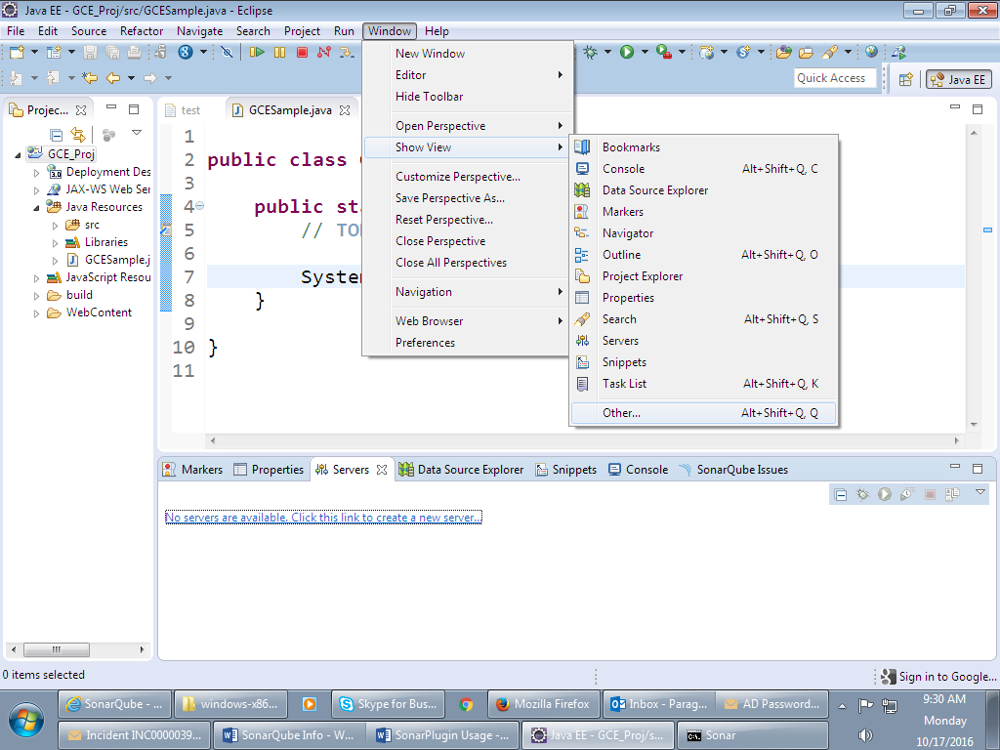 Java EE - GCE_Proj/src/GCESample.java - Eclipse
File Edit Source Refactor Navigate Search Project Run Window Help
Quick Access
Java EE
Projec...
test
GCESample.java
GCE_Proj
Deployment Des
JAX-WS Web Ser
Java Resources
src
Libraries
GCESample.j
JavaScript Resou
build
WebContent
1
2 public class
3
4 public sta
5 // TO
6
7 System
8 }
9
10 }
11
New Window
Editor
Hide Toolbar
Open Perspective
Show View
Customize Perspective...
Save Perspective As...
Reset Perspective...
Close Perspective
Close All Perspectives
Navigation
Web Browser
Preferences
Bookmarks
Console Alt+Shift+Q, C
Data Source Explorer
Markers
Navigator
Outline Alt+Shift+Q, O
Project Explorer
Properties
Search Alt+Shift+Q, S
Servers
Snippets
Task List Alt+Shift+Q, K
Other... Alt+Shift+Q, Q
Markers Properties Servers Data Source Explorer Snippets Console SonarQube Issues
No servers are available. Click this link to create a new server...
0 items selected
Sign in to Google...
SonarQube - ... windows-x86... Skype for Bus... Mozilla Firefox Inbox - Parag... AD Password...
Incident INC0000039... SonarQube Info - W... SonarPlugin Usage -... Java EE - GCE_Proj/s... Sonar
9:30 AM
Monday
10/17/2016